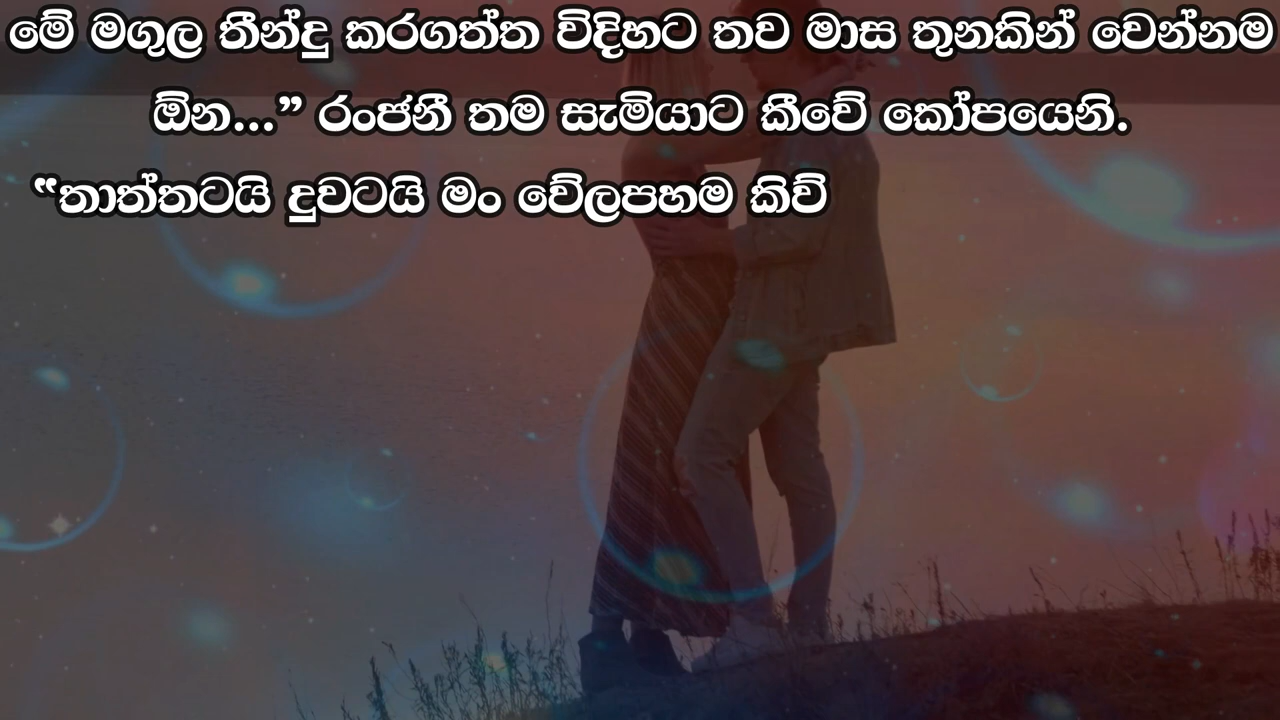 මේ මගුල තීන්දු කරගත්ත විදිහට තව මාස තුනකින් වෙන්නම
ඕන...” රංජනී තම සැමියාට කීවේ කෝපයෙනි.
“තාත්තටයි දුවටයි මං වේලපහම කිව්